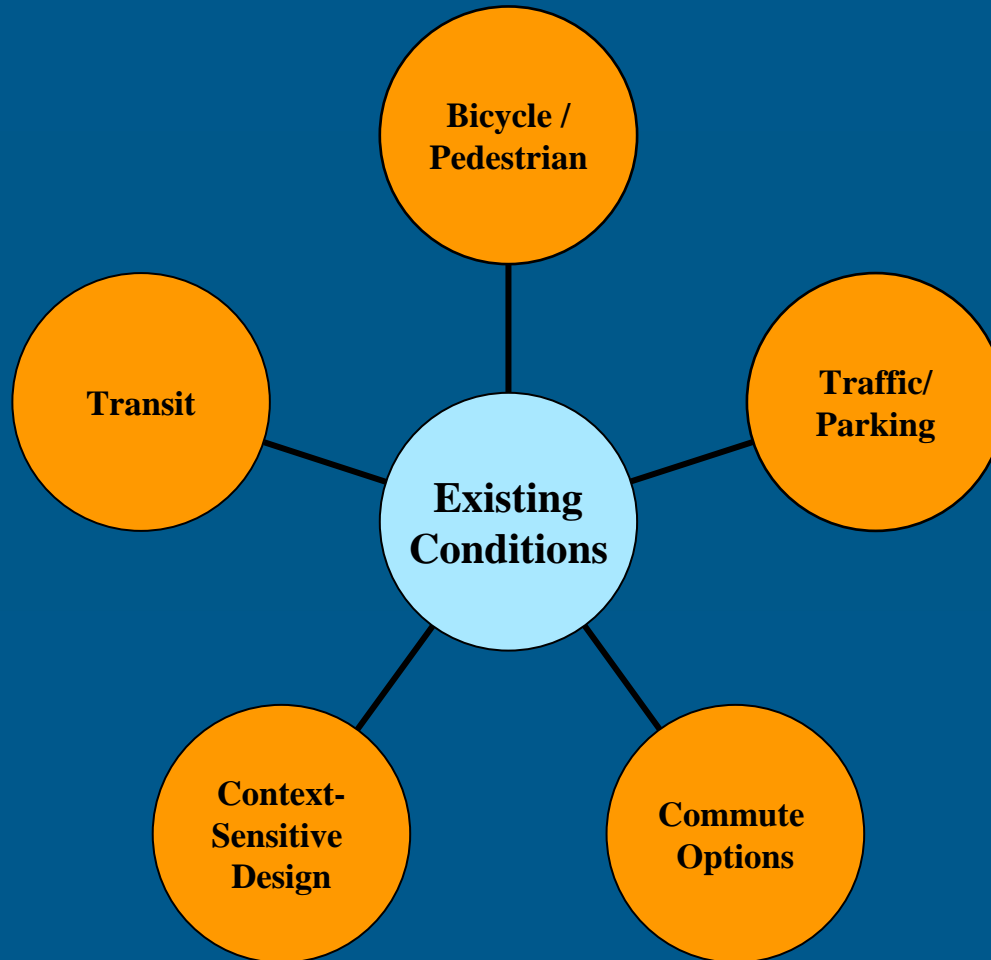 Bicycle /
Pedestrian
Traffic/
Parking
Transit
Existing
Conditions
Context-
Sensitive
Design
Commute
Options